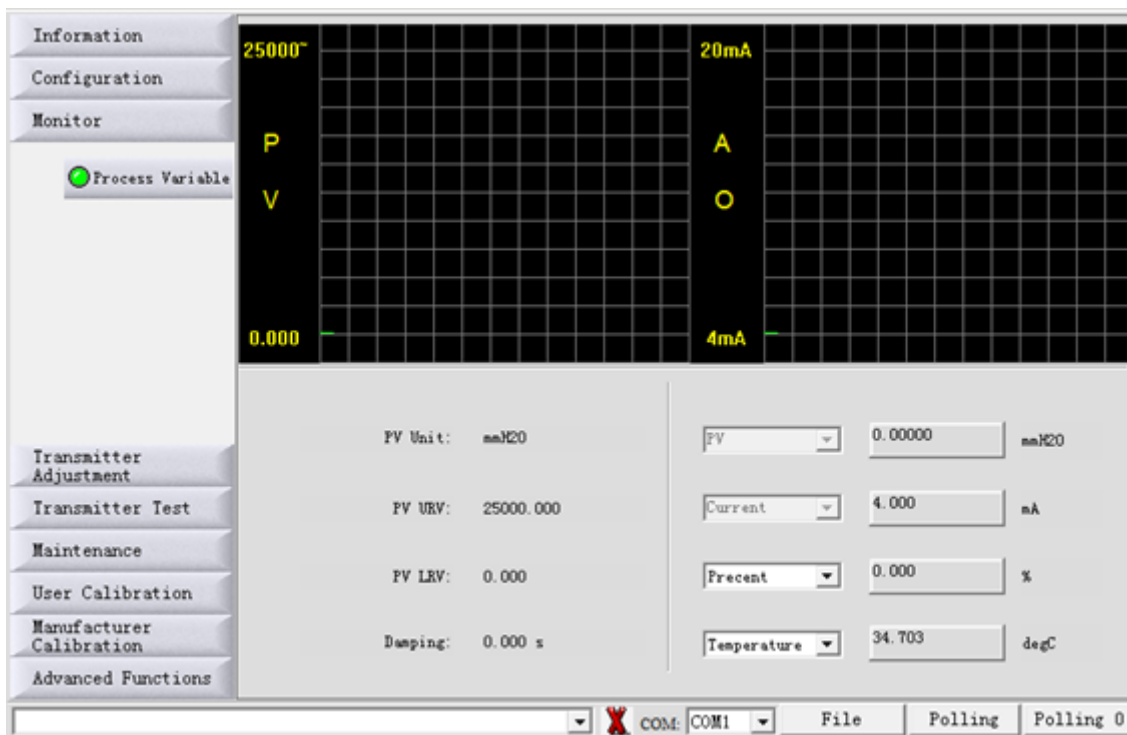 Information
Configuration
Monitor
Process Variable
Transmitter
Adjustment
Transmitter Test
Maintenance
User Calibration
Manufacturer
Calibration
Advanced Functions
25000~
P
V
0.000
20mA
A
O
4mA
PV Unit: mmH2O
PV URV: 25000.000
PV LRV: 0.000
Damping: 0.000 s
PV 0.00000 mmH2O
Current 4.000 mA
Precent 0.000 %
Temperature 34.703 degC
COM: COM1 File Polling Polling 0